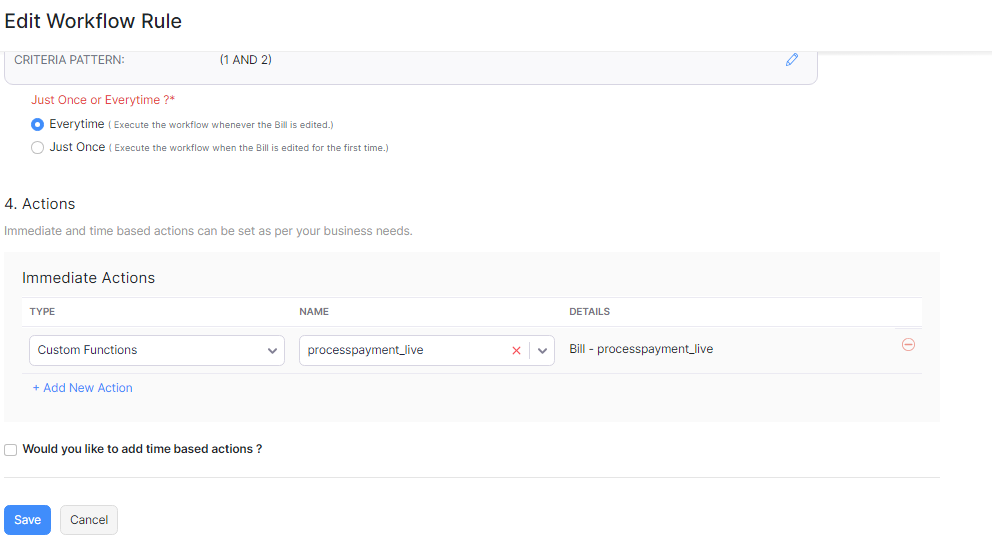 Edit Workflow Rule
CRITERIA PATTERN: (1 AND 2)
Just Once or Everytime ?*
Everytime ( Execute the workflow whenever the Bill is edited.)
Just Once ( Execute the workflow when the Bill is edited for the first time.)
4. Actions
Immediate and time based actions can be set as per your business needs.
Immediate Actions
TYPE NAME DETAILS
Custom Functions processpayment_live Bill - processpayment_live
+ Add New Action
Would you like to add time based actions ?
Save Cancel